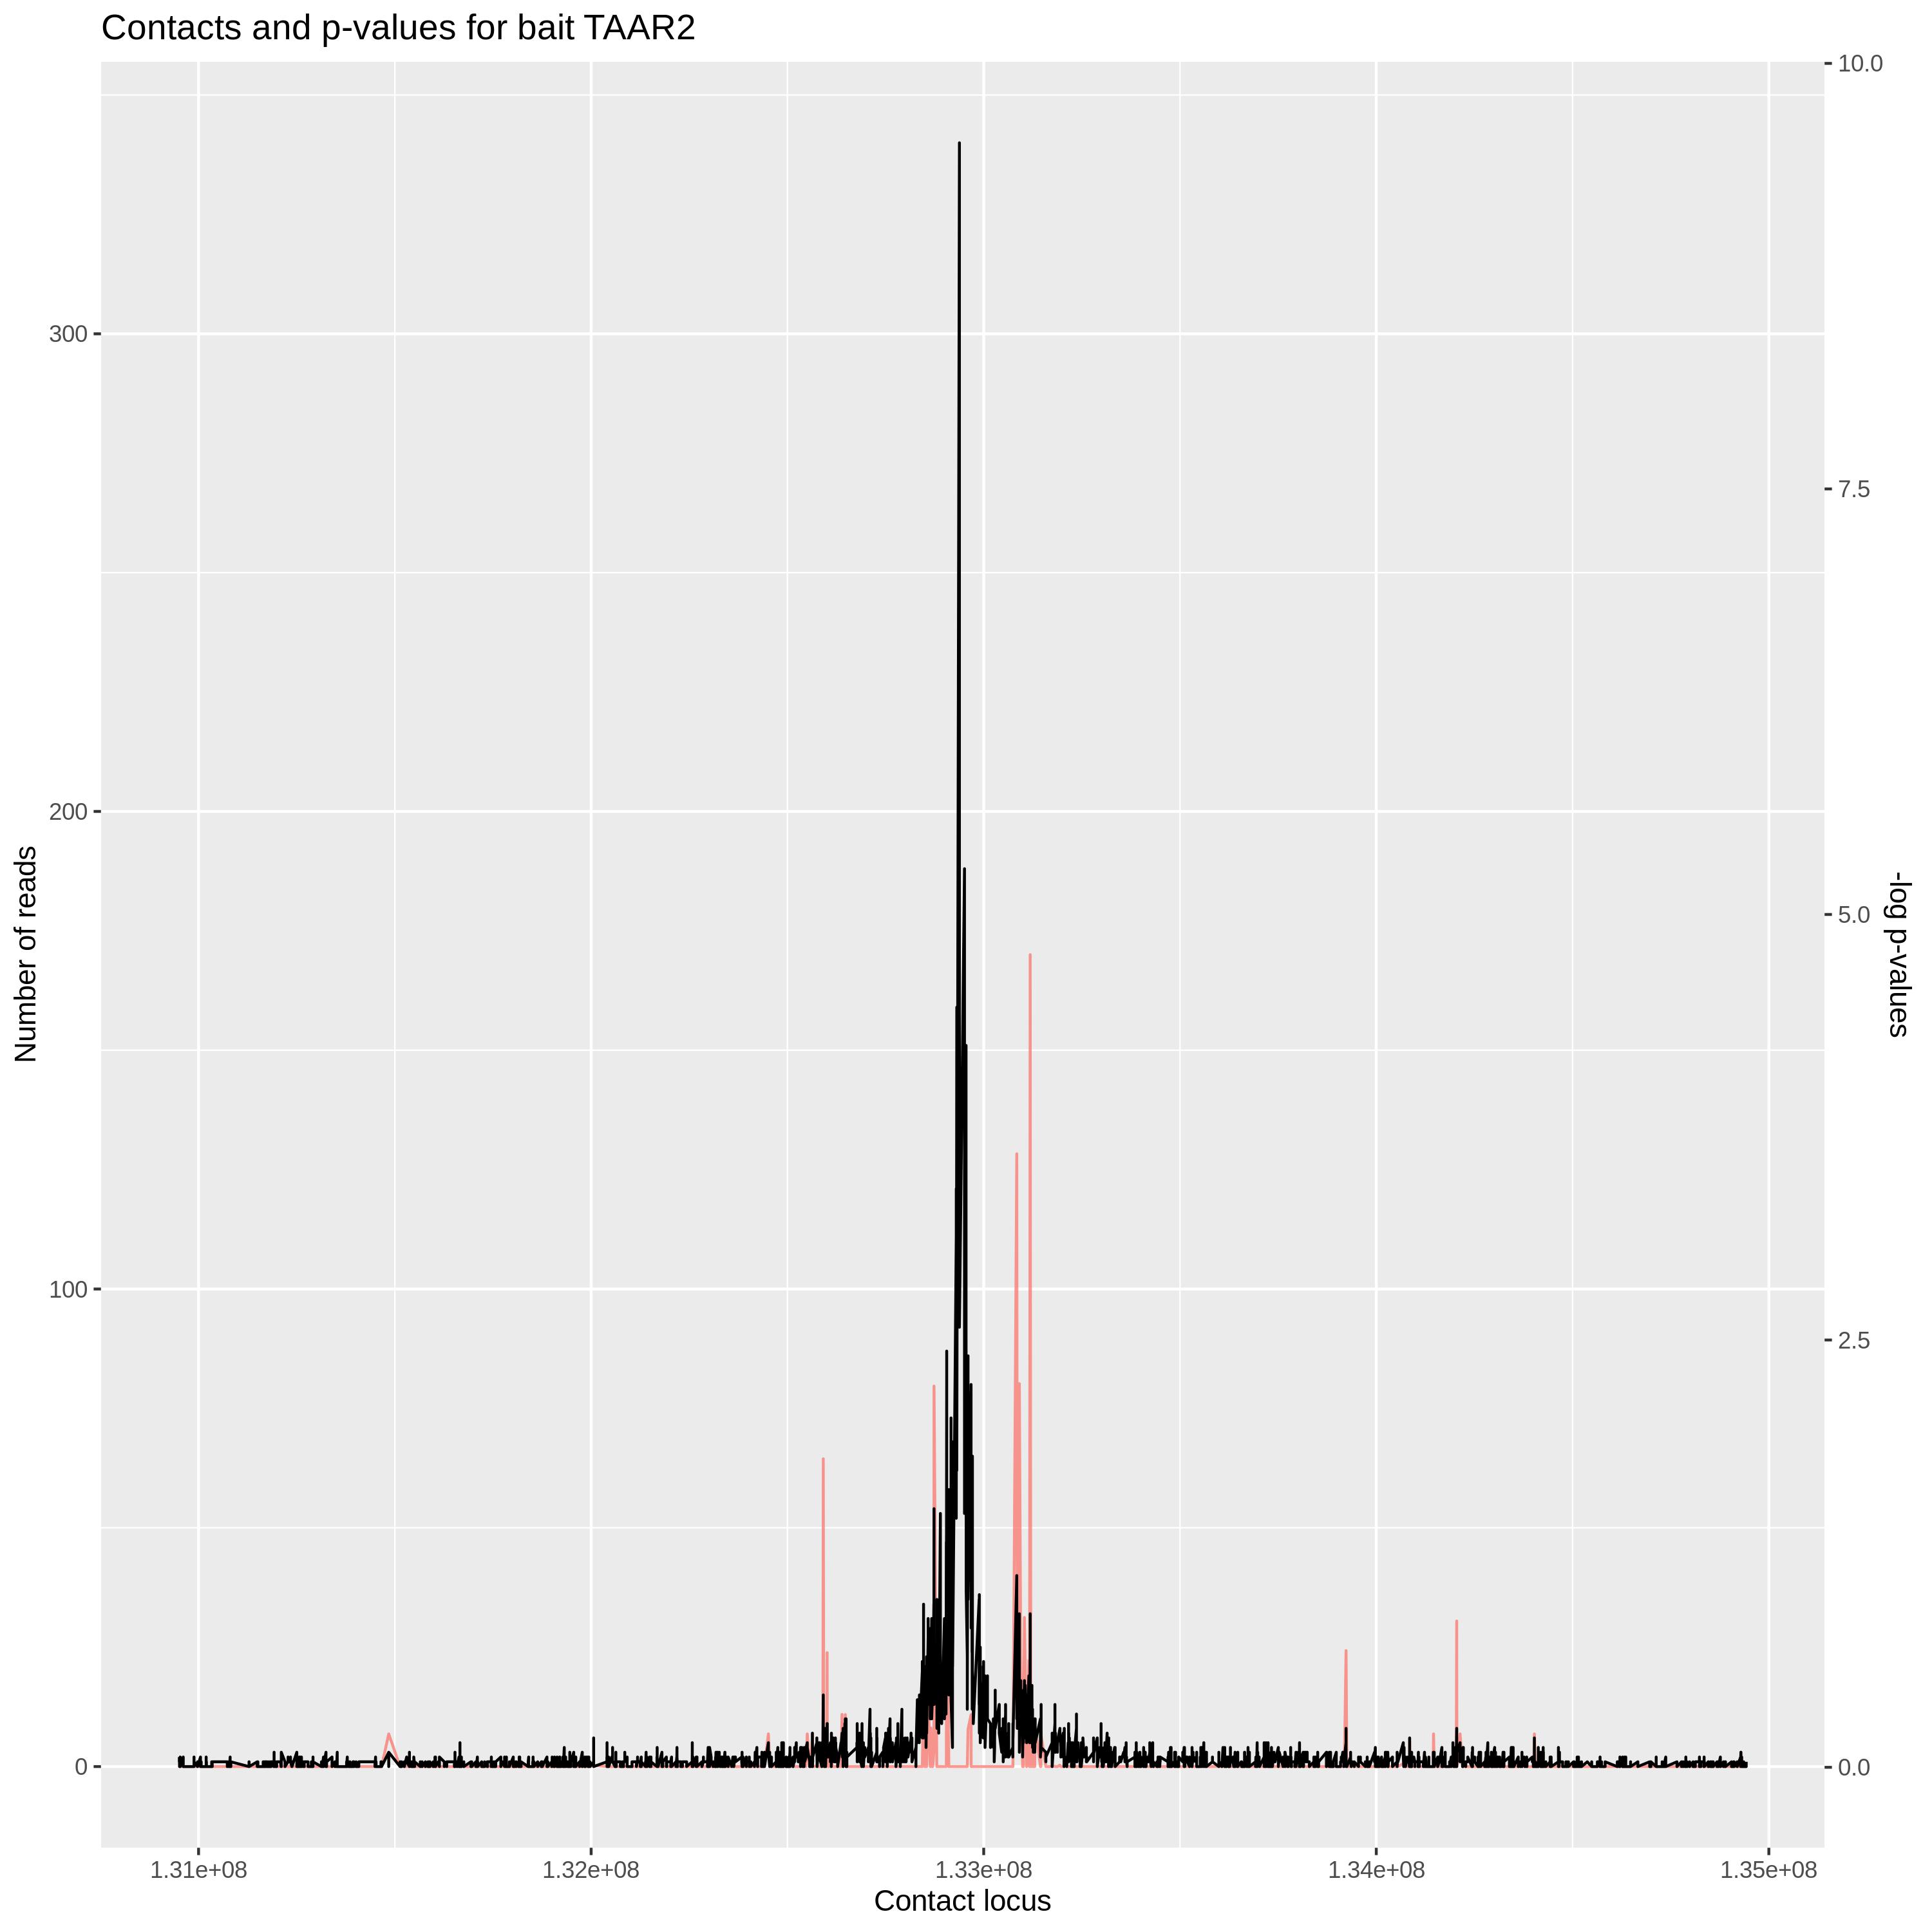 Contacts and p-values for bait TAAR2
10.0
300
7.5
200
5.0
100
2.5
0
0.0
Number of reads
-log p-values
1.31e+08
1.32e+08
1.33e+08
1.34e+08
1.35e+08
Contact locus